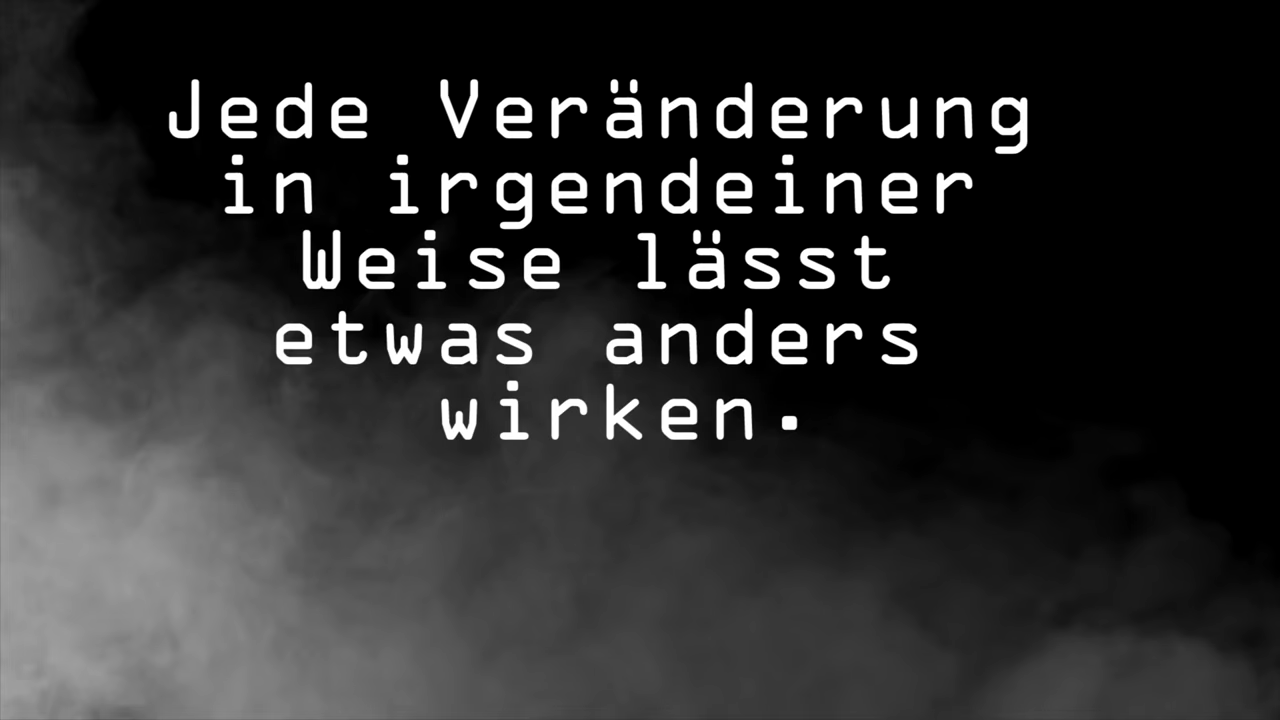 Jede Veränderung
in irgendeiner
Weise lässt
etwas anders
wirken.